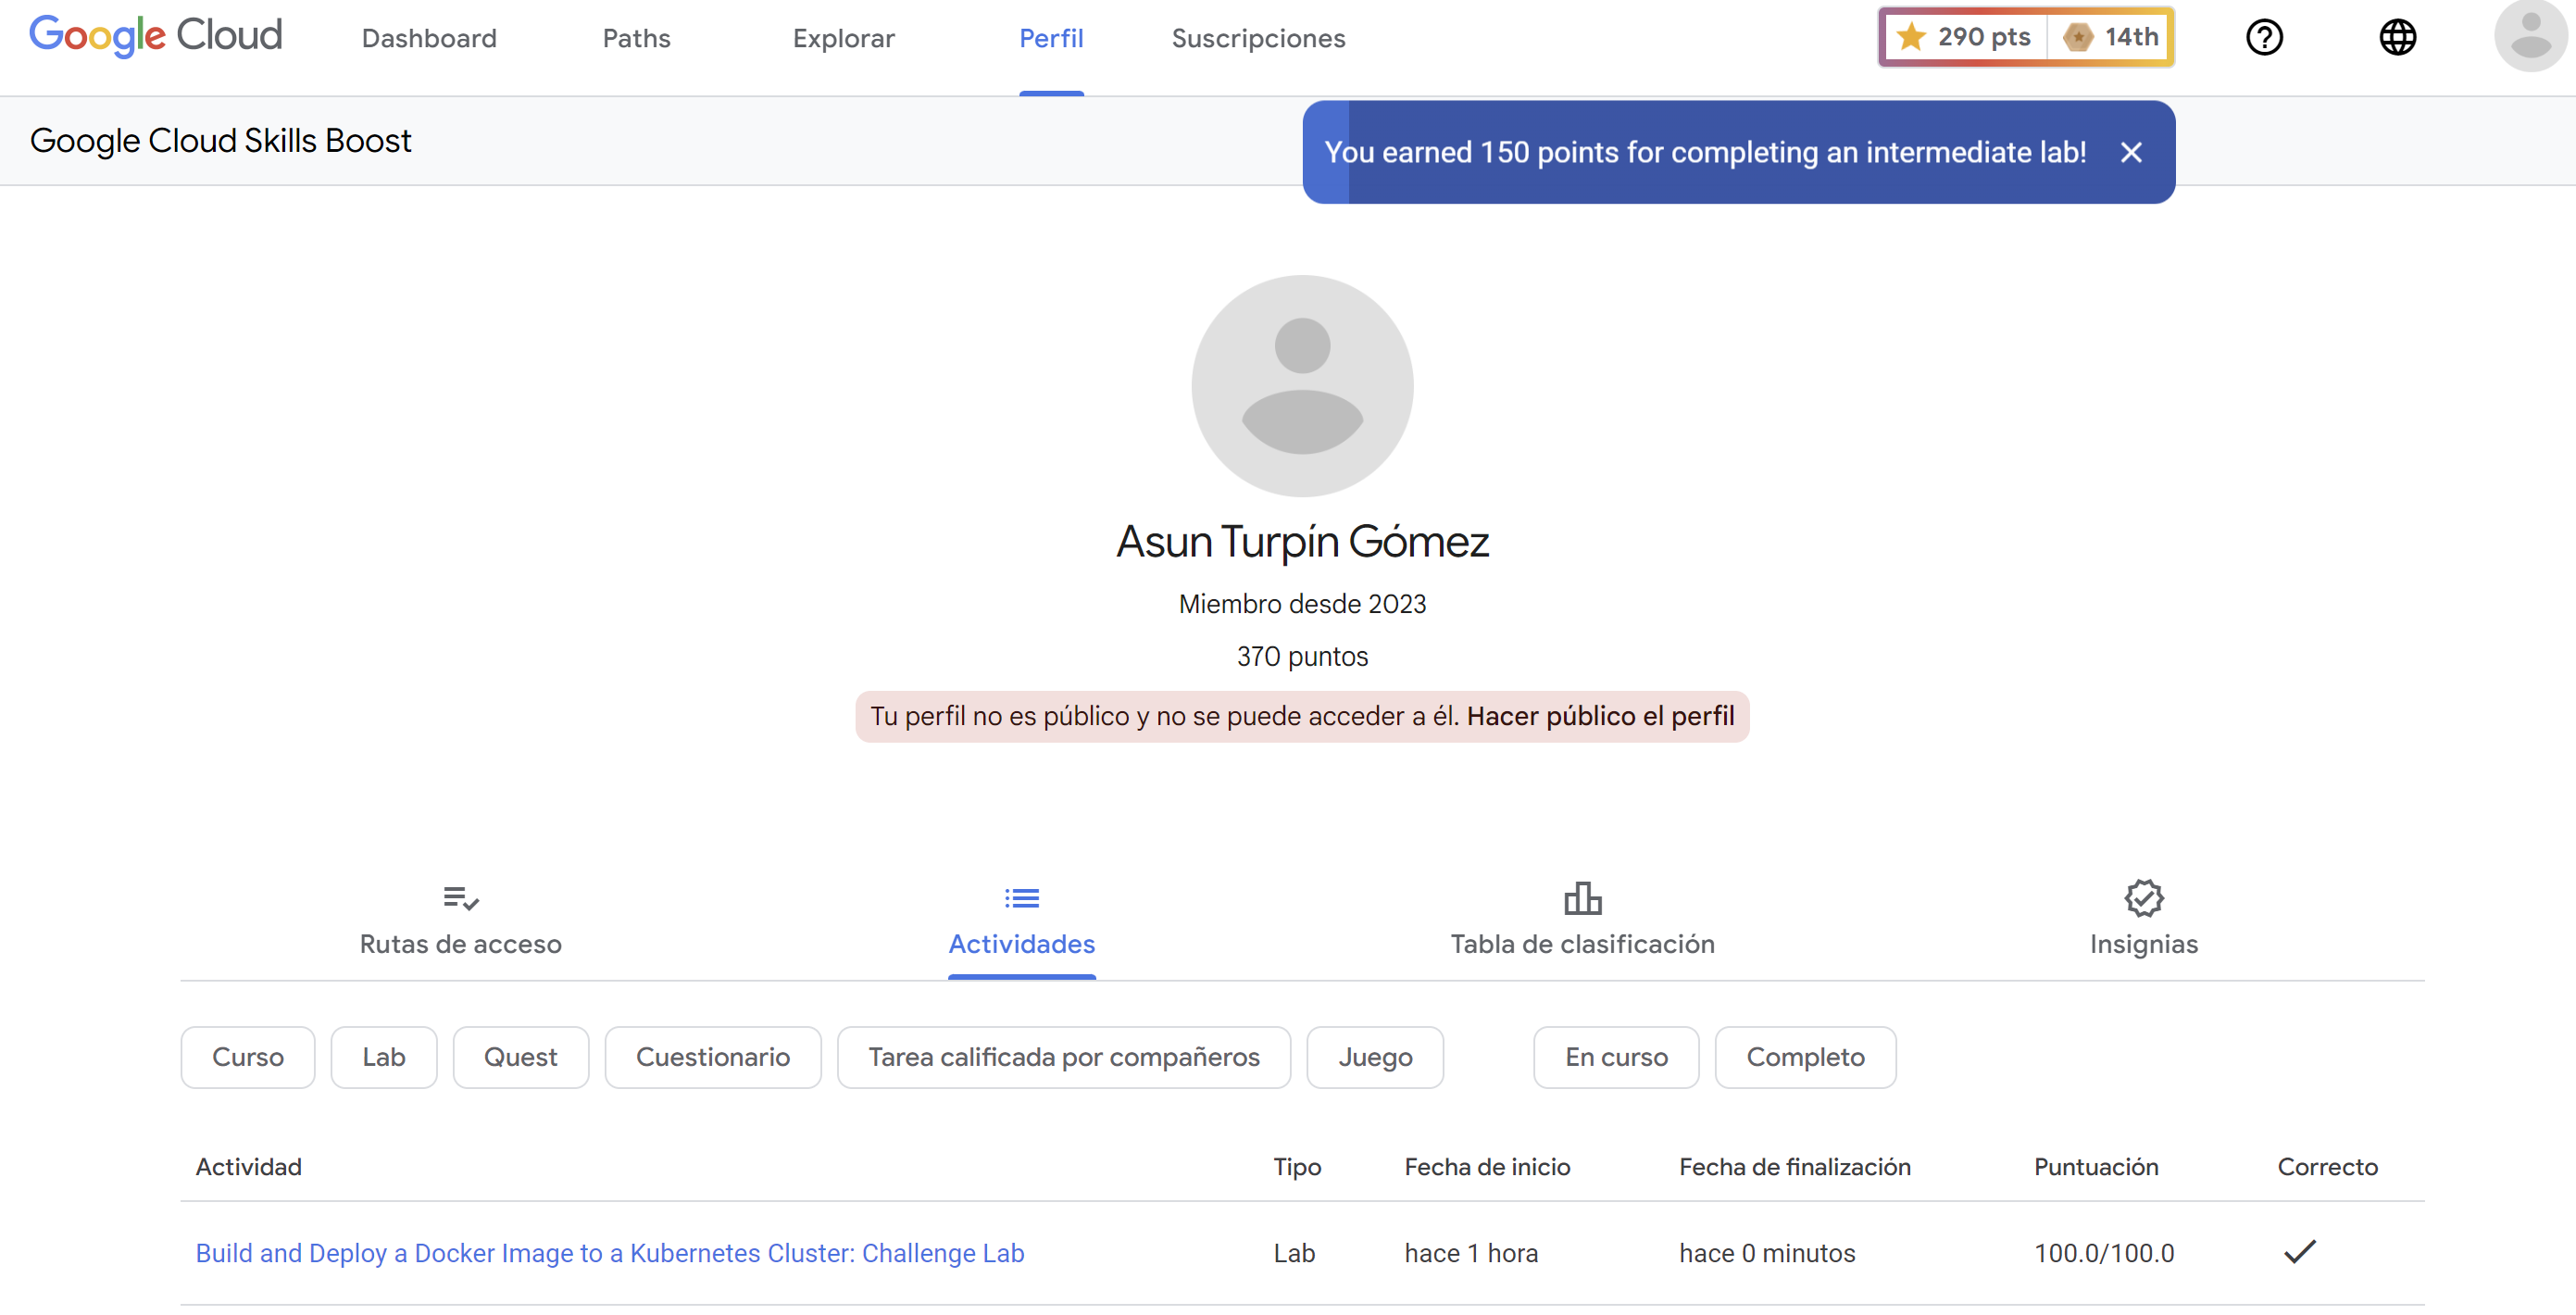 Google Cloud Dashboard Paths Explorar Perfil Suscripciones 290 pts 14th
Google Cloud Skills Boost
You earned 150 points for completing an intermediate lab!
Asun Turpín Gómez
Miembro desde 2023
370 puntos
Tu perfil no es público y no se puede acceder a él. Hacer público el perfil
Rutas de acceso Actividades Tabla de clasificación Insignias
Curso Lab Quest Cuestionario Tarea calificada por compañeros Juego En curso Completo
Actividad Tipo Fecha de inicio Fecha de finalización Puntuación Correcto
Build and Deploy a Docker Image to a Kubernetes Cluster: Challenge Lab Lab hace 1 hora hace 0 minutos 100.0/100.0